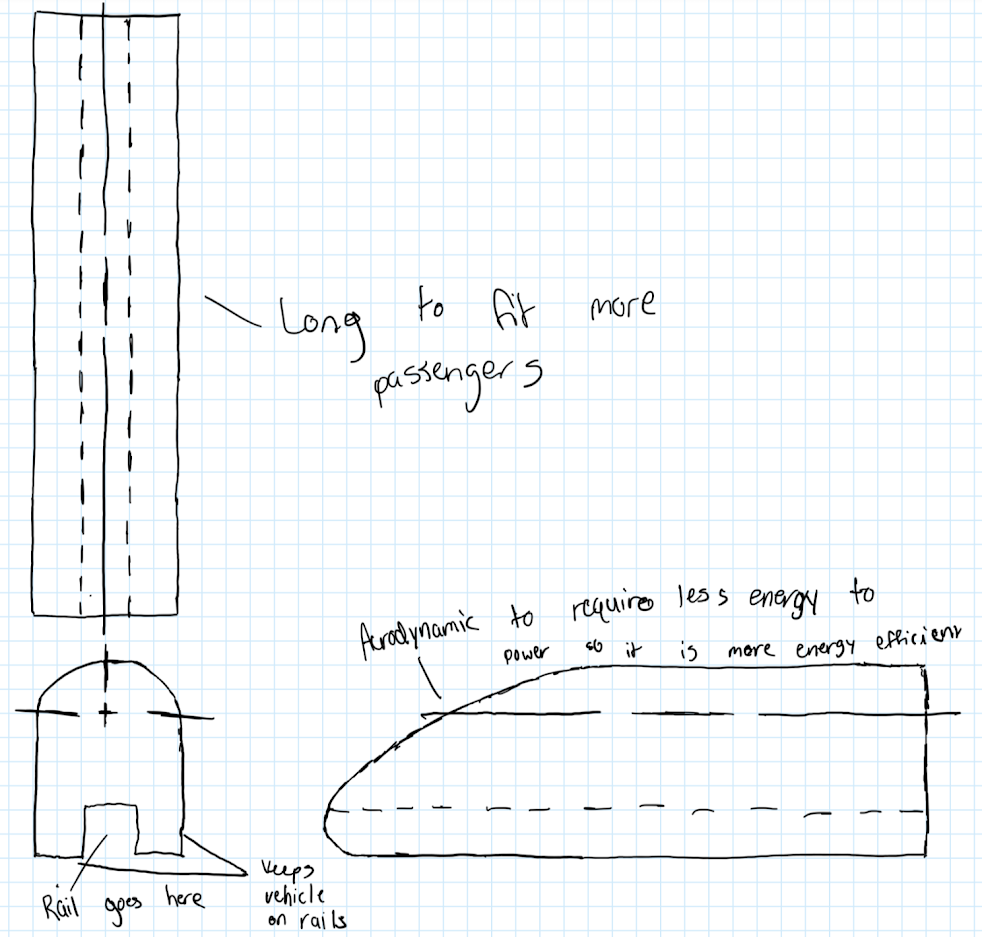 Long to fit more
passengers
Aerodynamic to require less energy to
power so it is more energy efficient
Rail goes here
keeps
vehicle
on rails